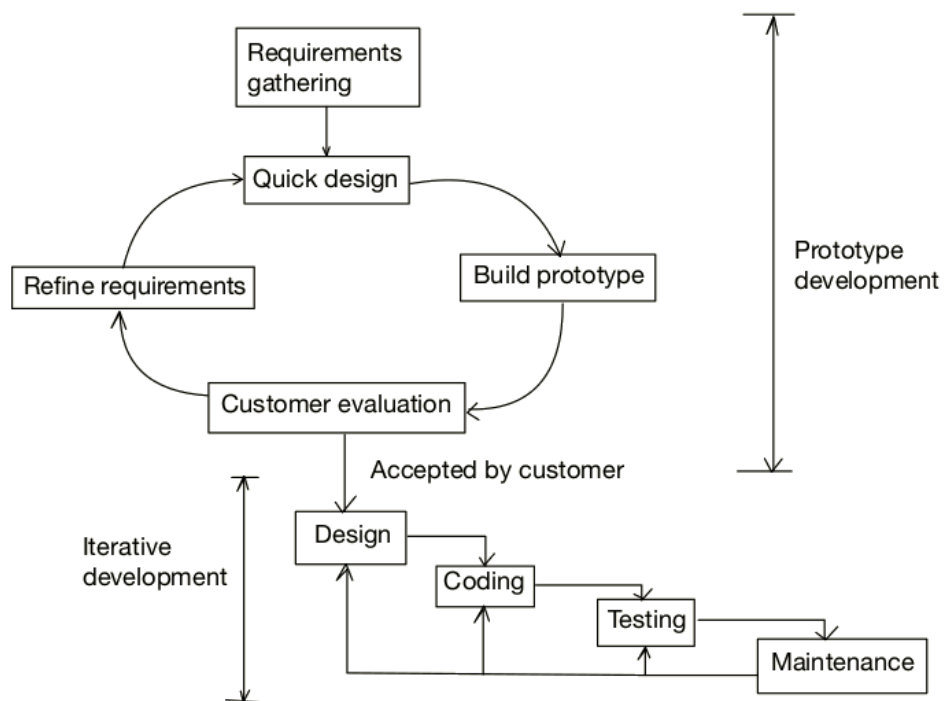 Requirements
gathering
Quick design
Refine requirements
Build prototype
Prototype
development
Customer evaluation
Accepted by customer
Iterative
development
Design
Coding
Testing
Maintenance